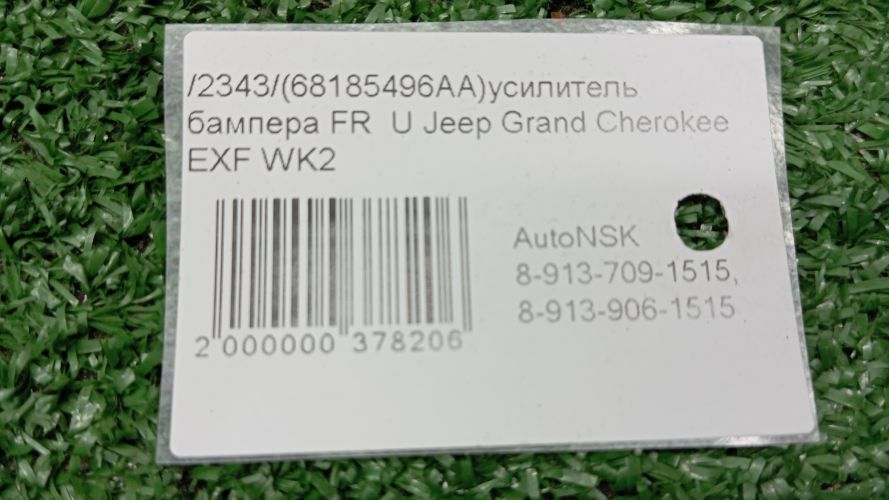 /2343/(68185496AA)усилитель
бампера FR U Jeep Grand Cherokee
EXF WK2
AutoNSK
8-913-709-1515,
8-913-906-1515
2 000000 378206